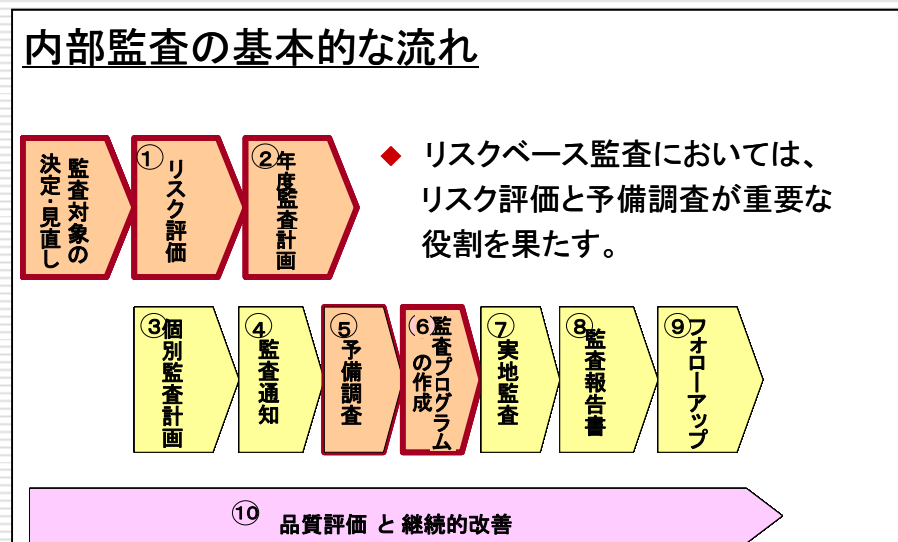 内部監査の基本的な流れ
監査対象の
決定・見直し
①
リスク評価
②
年度監査計画
◆ リスクベース監査においては、
リスク評価と予備調査が重要な
役割を果たす。
③
個別監査計画
④
監査通知
⑤
予備調査
⑥
監査プログラム
の作成
⑦
実地監査
⑧
監査報告書
⑨
フォローアップ
⑩
品質評価 と 継続的改善